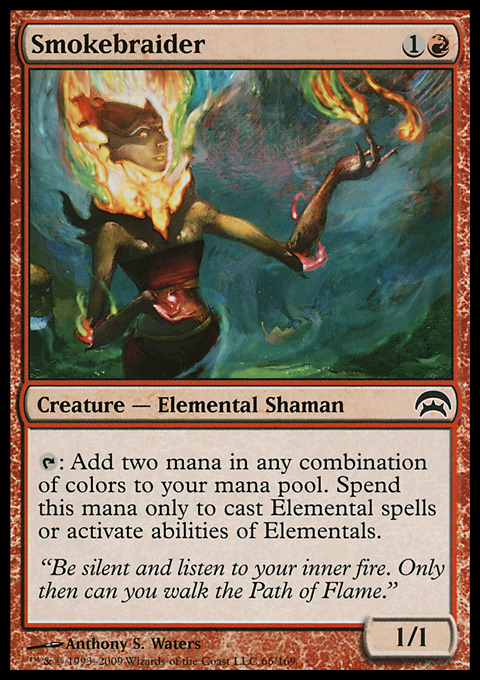 Smokebraider 1
Creature — Elemental Shaman
: Add two mana in any combination
of colors to your mana pool. Spend
this mana only to cast Elemental spells
or activate abilities of Elementals.
“Be silent and listen to your inner fire. Only
then can you walk the Path of Flame.”
Anthony S. Waters
1/1
™ & © 1993–2009 Wizards of the Coast LLC 66/169